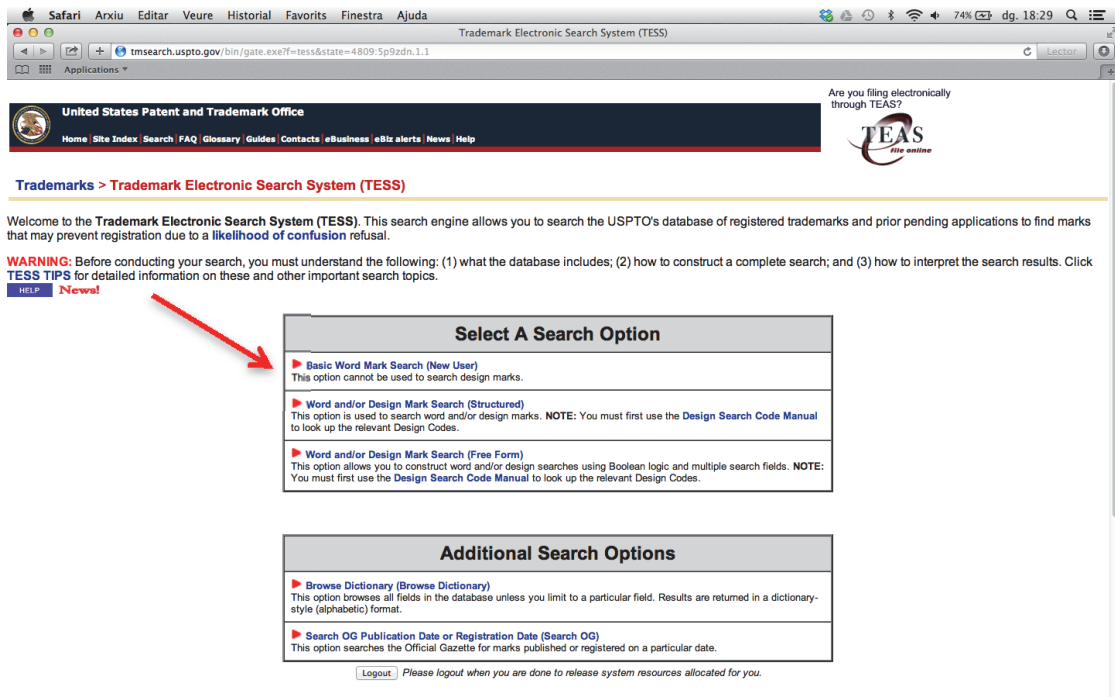 Safari Arxiu Editar Veure Historial Favorits Finestra Ajuda 74% dg. 18:29
Trademark Electronic Search System (TESS)
tmsearch.uspto.gov/bin/gate.exe?f=tess&state=4809:5p9zdn.1.1 Lector
Applications
Are you filing electronically
through TEAS?
United States Patent and Trademark Office
Home Site Index Search FAQ Glossary Guides Contacts eBusiness eBiz alerts News Help
TEAS
File online
Trademarks > Trademark Electronic Search System (TESS)
Welcome to the Trademark Electronic Search System (TESS). This search engine allows you to search the USPTO's database of registered trademarks and prior pending applications to find marks
that may prevent registration due to a likelihood of confusion refusal.
WARNING: Before conducting your search, you must understand the following: (1) what the database includes; (2) how to construct a complete search; and (3) how to interpret the search results. Click
TESS TIPS for detailed information on these and other important search topics.
HELP News!
Select A Search Option
Basic Word Mark Search (New User)
This option cannot be used to search design marks.
Word and/or Design Mark Search (Structured)
This option is used to search word and/or design marks. NOTE: You must first use the Design Search Code Manual
to look up the relevant Design Codes.
Word and/or Design Mark Search (Free Form)
This option allows you to construct word and/or design searches using Boolean logic and multiple search fields. NOTE:
You must first use the Design Search Code Manual to look up the relevant Design Codes.
Additional Search Options
Browse Dictionary (Browse Dictionary)
This option browses all fields in the database unless you limit to a particular field. Results are returned in a dictionary-
style (alphabetic) format.
Search OG Publication Date or Registration Date (Search OG)
This option searches the Official Gazette for marks published or registered on a particular date.
Logout Please logout when you are done to release system resources allocated for you.